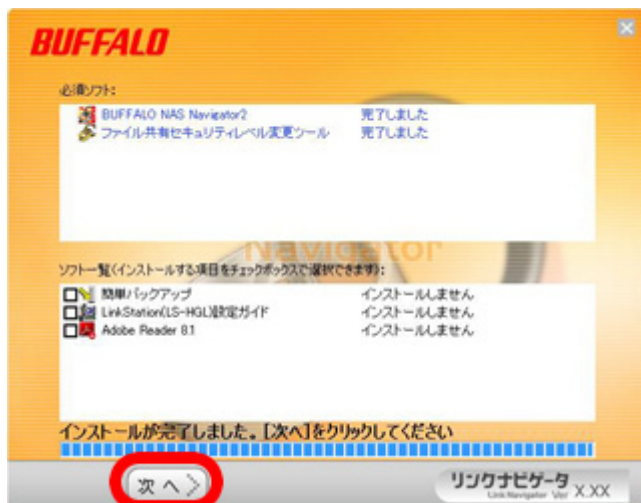 BUFFALO
必須ソフト:
BUFFALO NAS Navigator2 完了しました
ファイル共有セキュリティレベル変更ツール 完了しました
Navigator
ソフト一覧(インストールする項目をチェックボックスで選択できます):
簡単バックアップ インストールしません
LinkStation(LS-HGL)設定ガイド インストールしません
Adobe Reader 8.1 インストールしません
インストールが完了しました。[次へ]をクリックしてください
次へ
リンクナビゲータ
Link Navigator Ver X.XX